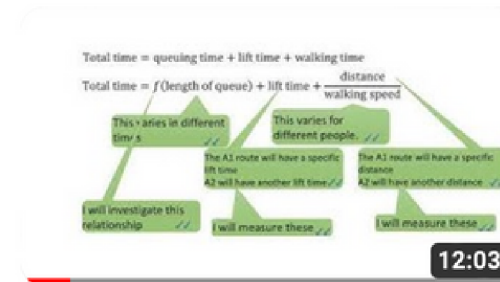 Total time = queuing time + lift time + walking time
Total time = f(length of queue) + lift time + distance / walking speed
This varies in different
times
This varies for
different people.
The A1 route will have a specific
lift time
A2 will have another lift time
The A1 route will have a specific
distance
A2 will have another distance
I will investigate this
relationship
I will measure these
I will measure these
12:03